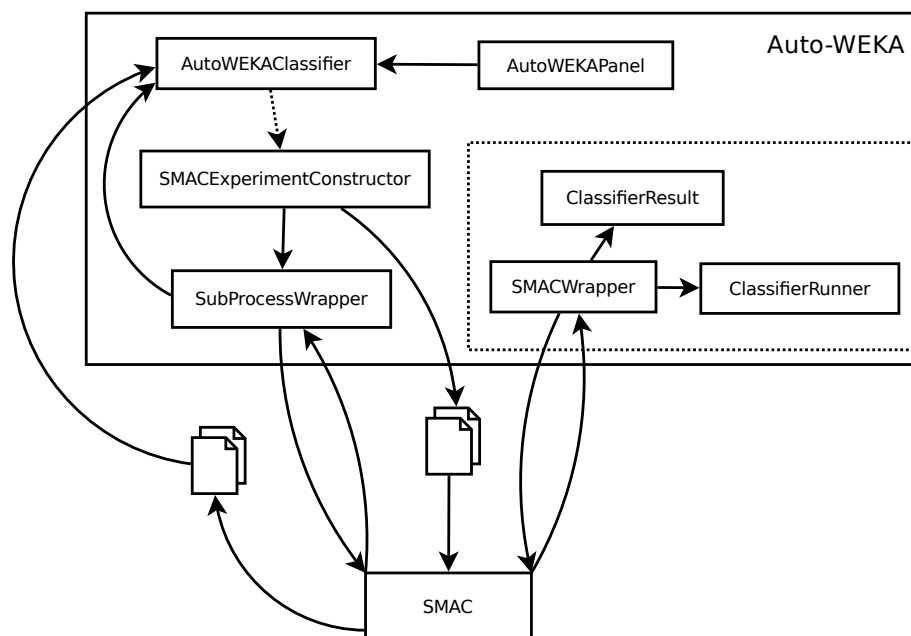 Auto-WEKA
AutoWEKAClassifier
AutoWEKAPanel
SMACExperimentConstructor
ClassifierResult
SubProcessWrapper
SMACWrapper
ClassifierRunner
SMAC